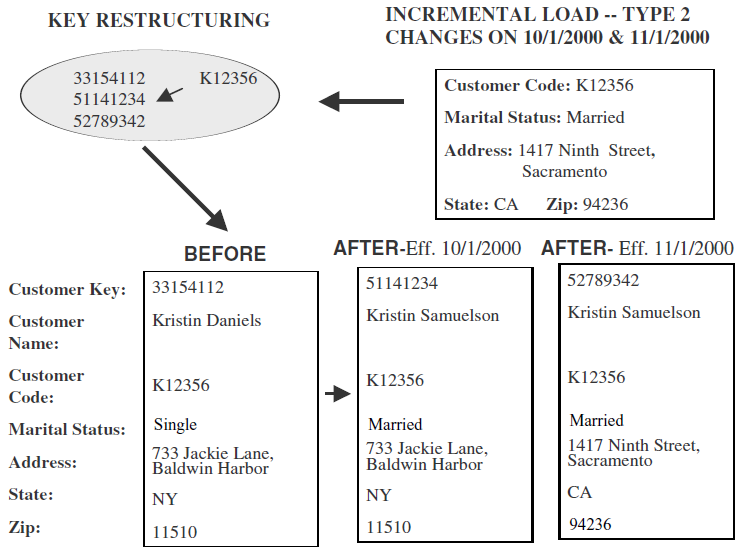 KEY RESTRUCTURING
INCREMENTAL LOAD -- TYPE 2
CHANGES ON 10/1/2000 & 11/1/2000
33154112
K12356
51141234
52789342
Customer Code: K12356
Marital Status: Married
Address: 1417 Ninth Street,
Sacramento
State: CA Zip: 94236
BEFORE
AFTER-Eff. 10/1/2000
AFTER- Eff. 11/1/2000
Customer Key:
Customer
Name:
Customer
Code:
Marital Status:
Address:
State:
Zip:
33154112
Kristin Daniels
K12356
Single
733 Jackie Lane,
Baldwin Harbor
NY
11510
51141234
Kristin Samuelson
K12356
Married
733 Jackie Lane,
Baldwin Harbor
NY
11510
52789342
Kristin Samuelson
K12356
Married
1417 Ninth Street,
Sacramento
CA
94236